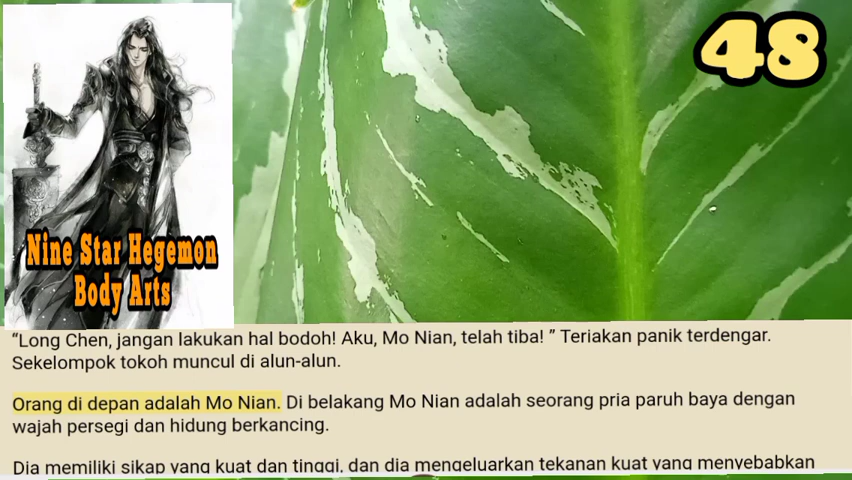 48
Nine Star Hegemon
Body Arts
“Long Chen, jangan lakukan hal bodoh! Aku, Mo Nian, telah tiba! ” Teriakan panik terdengar.
Sekelompok tokoh muncul di alun-alun.
Orang di depan adalah Mo Nian. Di belakang Mo Nian adalah seorang pria paruh baya dengan
wajah persegi dan hidung berkancing.
Dia memiliki sikap yang kuat dan tinggi, dan dia mengeluarkan tekanan kuat yang menyebabkan